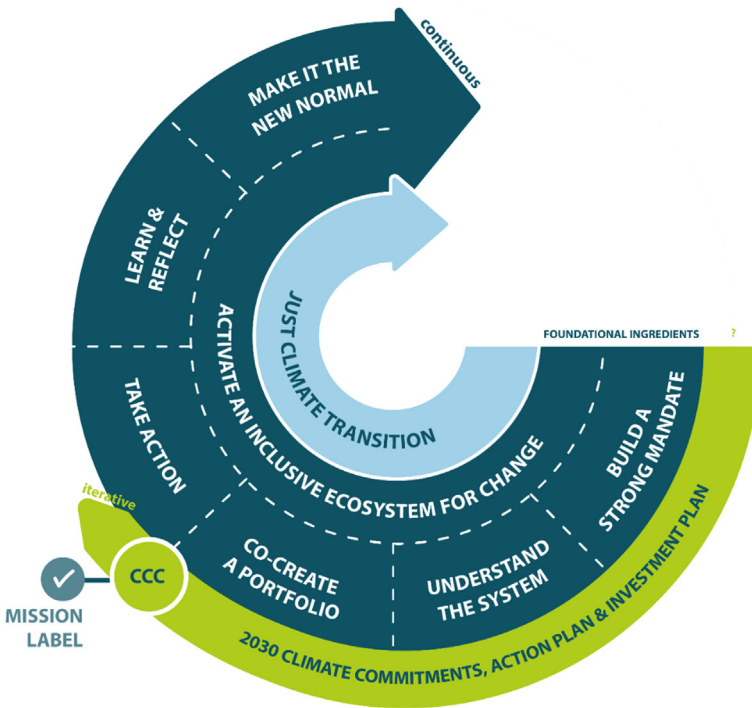 continuous
MAKE IT THE
NEW NORMAL
LEARN &
REFLECT
TAKE ACTION
ACTIVATE AN INCLUSIVE ECOSYSTEM FOR CHANGE
JUST CLIMATE TRANSITION
FOUNDATIONAL INGREDIENTS ?
BUILD A
STRONG MANDATE
UNDERSTAND
THE SYSTEM
CO-CREATE
A PORTFOLIO
iterative
CCC
MISSION
LABEL
2030 CLIMATE COMMITMENTS, ACTION PLAN & INVESTMENT PLAN